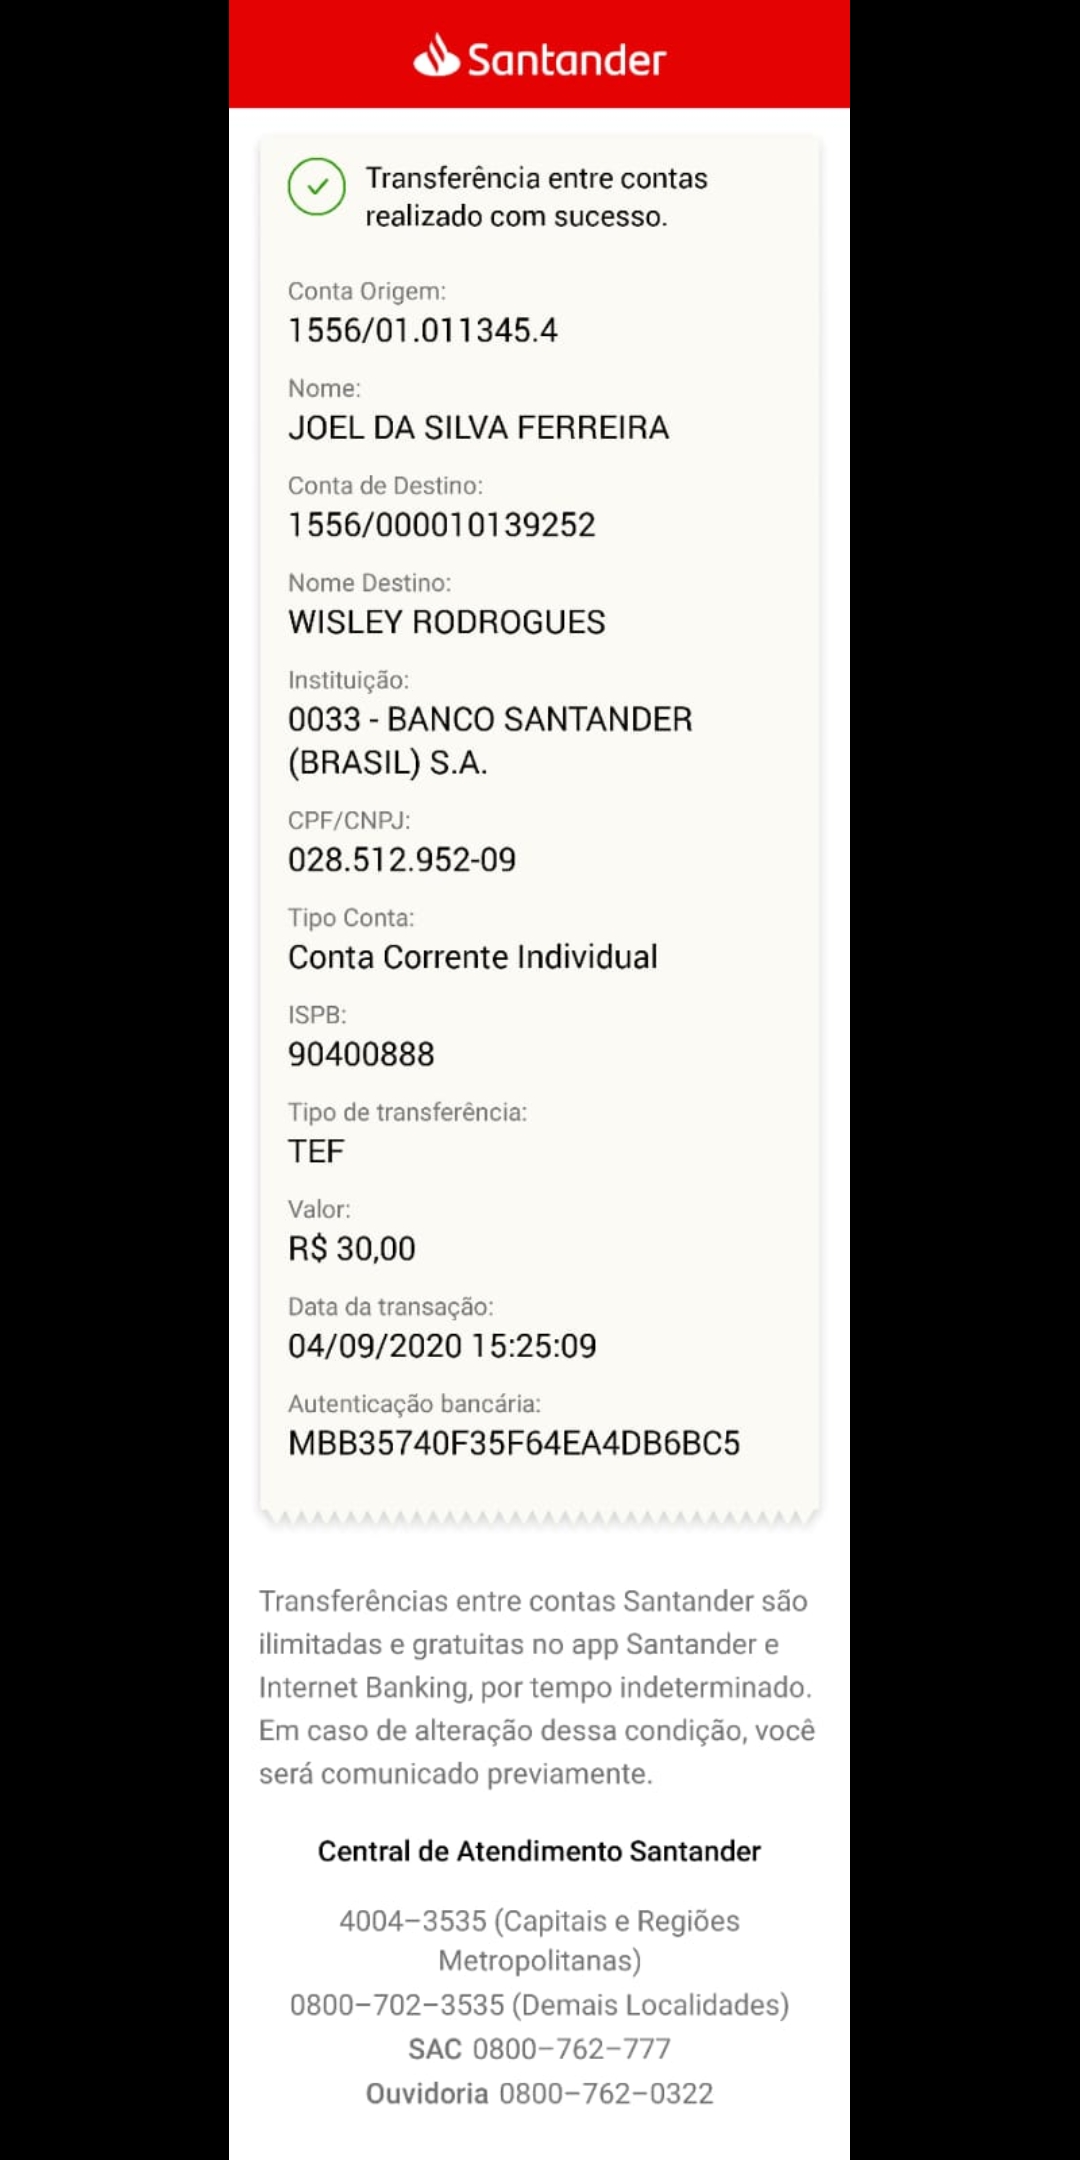 Santander
Transferência entre contas
realizado com sucesso.
Conta Origem:
1556/01.011345.4
Nome:
JOEL DA SILVA FERREIRA
Conta de Destino:
1556/000010139252
Nome Destino:
WISLEY RODROGUES
Instituição:
0033 - BANCO SANTANDER
(BRASIL) S.A.
CPF/CNPJ:
028.512.952-09
Tipo Conta:
Conta Corrente Individual
ISPB:
90400888
Tipo de transferência:
TEF
Valor:
R$ 30,00
Data da transação:
04/09/2020 15:25:09
Autenticação bancária:
MBB35740F35F64EA4DB6BC5
Transferências entre contas Santander são
ilimitadas e gratuitas no app Santander e
Internet Banking, por tempo indeterminado.
Em caso de alteração dessa condição, você
será comunicado previamente.
Central de Atendimento Santander
4004–3535 (Capitais e Regiões
Metropolitanas)
0800–702–3535 (Demais Localidades)
SAC 0800–762–777
Ouvidoria 0800–762–0322